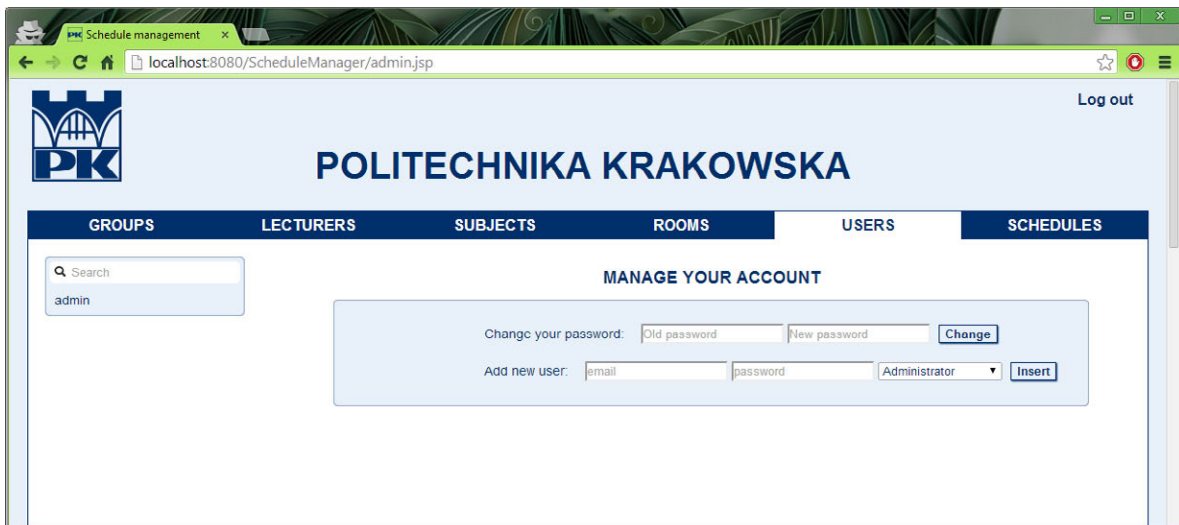 PK Schedule management x
localhost:8080/ScheduleManager/admin.jsp
Log out
PK
POLITECHNIKA KRAKOWSKA
GROUPS LECTURERS SUBJECTS ROOMS USERS SCHEDULES
Search
admin
MANAGE YOUR ACCOUNT
Change your password: Old password New password Change
Add new user: email password Administrator Insert